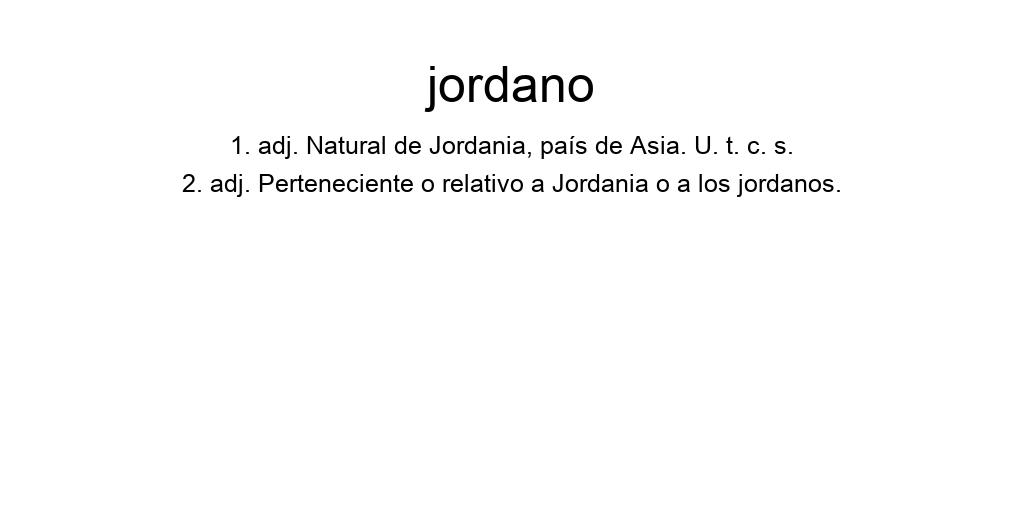 jordano
1. adj. Natural de Jordania, país de Asia. U. t. c. s.
2. adj. Perteneciente o relativo a Jordania o a los jordanos.